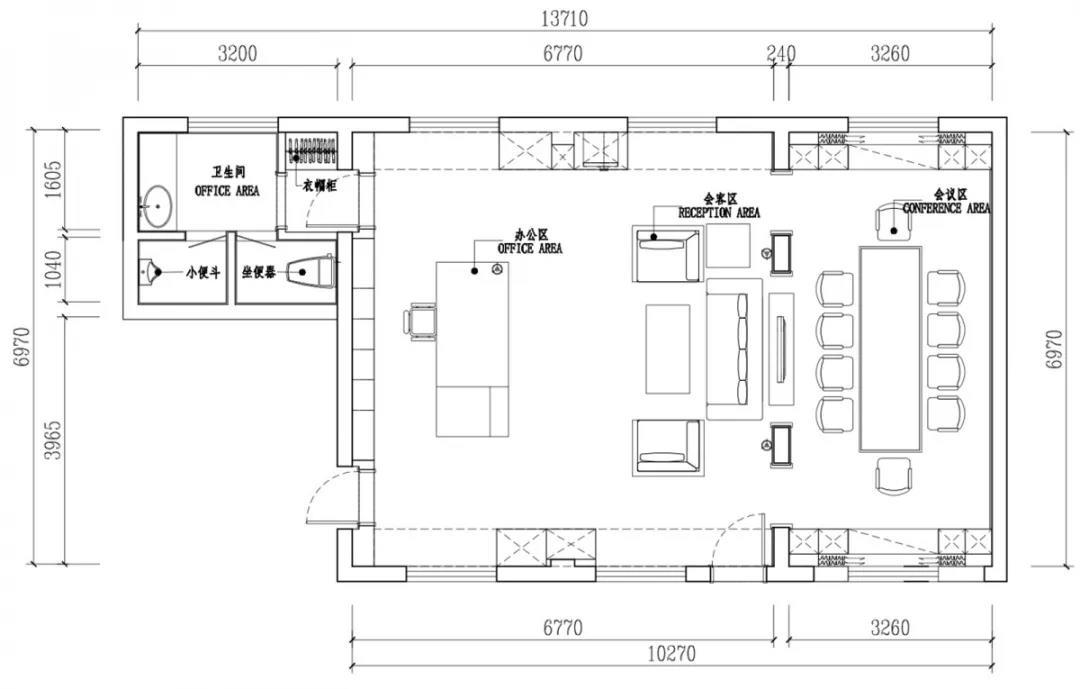 13710
3200
6770
240
3260
1605
1040
6970
3965
卫生间
OFFICE AREA
衣帽柜
小便斗
坐便器
办公区
OFFICE AREA
会客区
RECEPTION AREA
会议区
CONFERENCE AREA
6970
6770
3260
10270